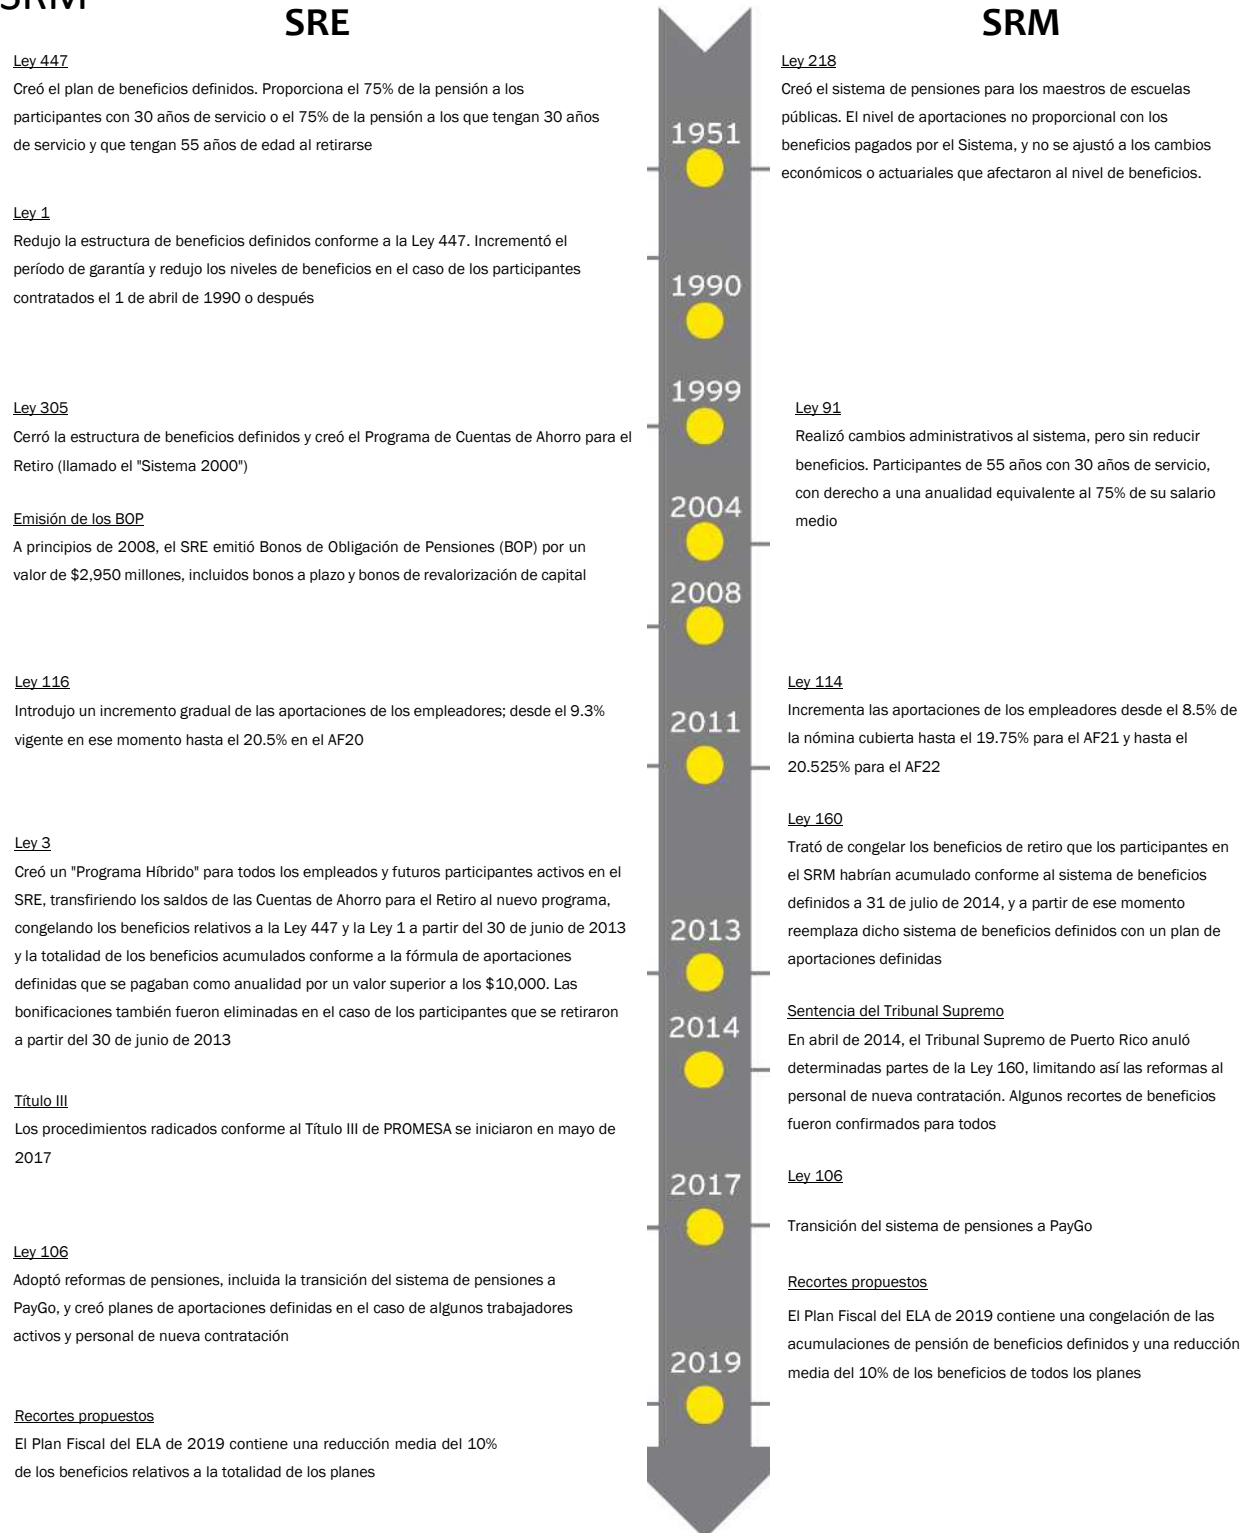 SRM
SRE
Ley 447
Creó el plan de beneficios definidos. Proporciona el 75% de la pensión a los
participantes con 30 años de servicio o el 75% de la pensión a los que tengan 30 años
de servicio y que tengan 55 años de edad al retirarse
Ley 1
Redujo la estructura de beneficios definidos conforme a la Ley 447. Incrementó el
período de garantía y redujo los niveles de beneficios en el caso de los participantes
contratados el 1 de abril de 1990 o después
Ley 305
Cerró la estructura de beneficios definidos y creó el Programa de Cuentas de Ahorro para el
Retiro (llamado el "Sistema 2000")
Emisión de los BOP
A principios de 2008, el SRE emitió Bonos de Obligación de Pensiones (BOP) por un
valor de $2,950 millones, incluidos bonos a plazo y bonos de revalorización de capital
Ley 116
Introdujo un incremento gradual de las aportaciones de los empleadores; desde el 9.3%
vigente en ese momento hasta el 20.5% en el AF20
Ley 3
Creó un "Programa Híbrido" para todos los empleados y futuros participantes activos en el
SRE, transfiriendo los saldos de las Cuentas de Ahorro para el Retiro al nuevo programa,
congelando los beneficios relativos a la Ley 447 y la Ley 1 a partir del 30 de junio de 2013
y la totalidad de los beneficios acumulados conforme a la fórmula de aportaciones
definidas que se pagaban como anualidad por un valor superior a los $10,000. Las
bonificaciones también fueron eliminadas en el caso de los participantes que se retiraron
a partir del 30 de junio de 2013
Título III
Los procedimientos radicados conforme al Título III de PROMESA se iniciaron en mayo de
2017
Ley 106
Adoptó reformas de pensiones, incluida la transición del sistema de pensiones a
PayGo, y creó planes de aportaciones definidas en el caso de algunos trabajadores
activos y personal de nueva contratación
Recortes propuestos
El Plan Fiscal del ELA de 2019 contiene una reducción media del 10%
de los beneficios relativos a la totalidad de los planes
1951
1990
1999
2004
2008
2011
2013
2014
2017
2019
SRM
Ley 218
Creó el sistema de pensiones para los maestros de escuelas
públicas. El nivel de aportaciones no proporcional con los
beneficios pagados por el Sistema, y no se ajustó a los cambios
económicos o actuariales que afectaron al nivel de beneficios.
Ley 91
Realizó cambios administrativos al sistema, pero sin reducir
beneficios. Participantes de 55 años con 30 años de servicio,
con derecho a una anualidad equivalente al 75% de su salario
medio
Ley 114
Incrementa las aportaciones de los empleadores desde el 8.5% de
la nómina cubierta hasta el 19.75% para el AF21 y hasta el
20.525% para el AF22
Ley 160
Trató de congelar los beneficios de retiro que los participantes en
el SRM habrían acumulado conforme al sistema de beneficios
definidos a 31 de julio de 2014, y a partir de ese momento
reemplaza dicho sistema de beneficios definidos con un plan de
aportaciones definidas
Sentencia del Tribunal Supremo
En abril de 2014, el Tribunal Supremo de Puerto Rico anuló
determinadas partes de la Ley 160, limitando así las reformas al
personal de nueva contratación. Algunos recortes de beneficios
fueron confirmados para todos
Ley 106
Transición del sistema de pensiones a PayGo
Recortes propuestos
El Plan Fiscal del ELA de 2019 contiene una congelación de las
acumulaciones de pensión de beneficios definidos y una reducción
media del 10% de los beneficios de todos los planes